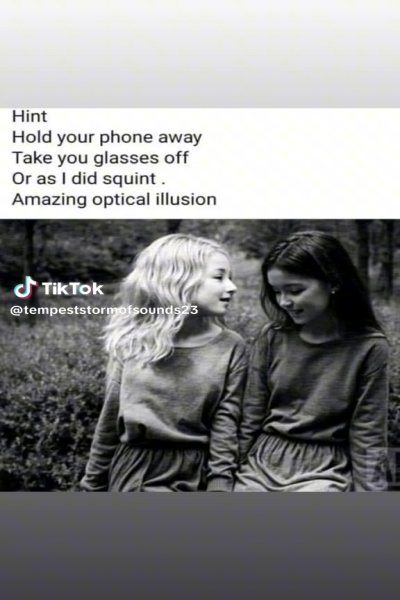 Hint
Hold your phone away
Take you glasses off
Or as I did squint .
Amazing optical illusion
TikTok
@tempeststormofsounds23